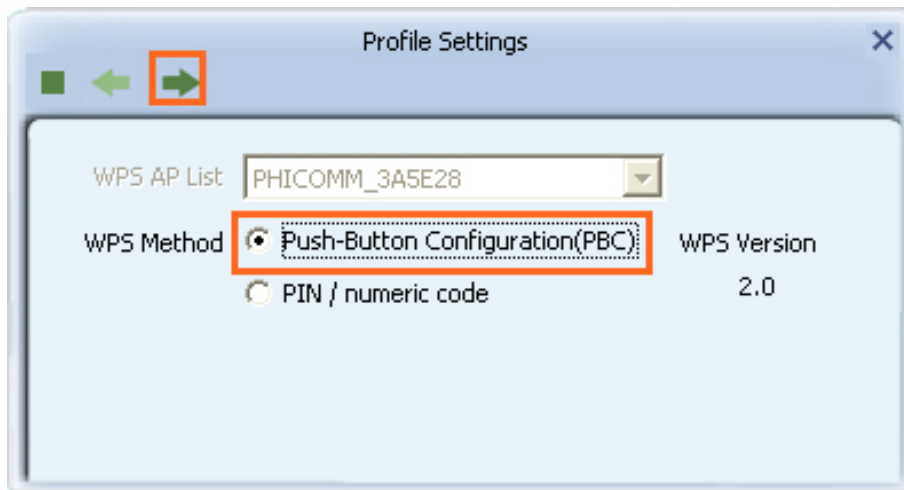 Profile Settings
WPS AP List PHICOMM_3A5E28
WPS Method Push-Button Configuration(PBC) WPS Version
PIN / numeric code 2.0